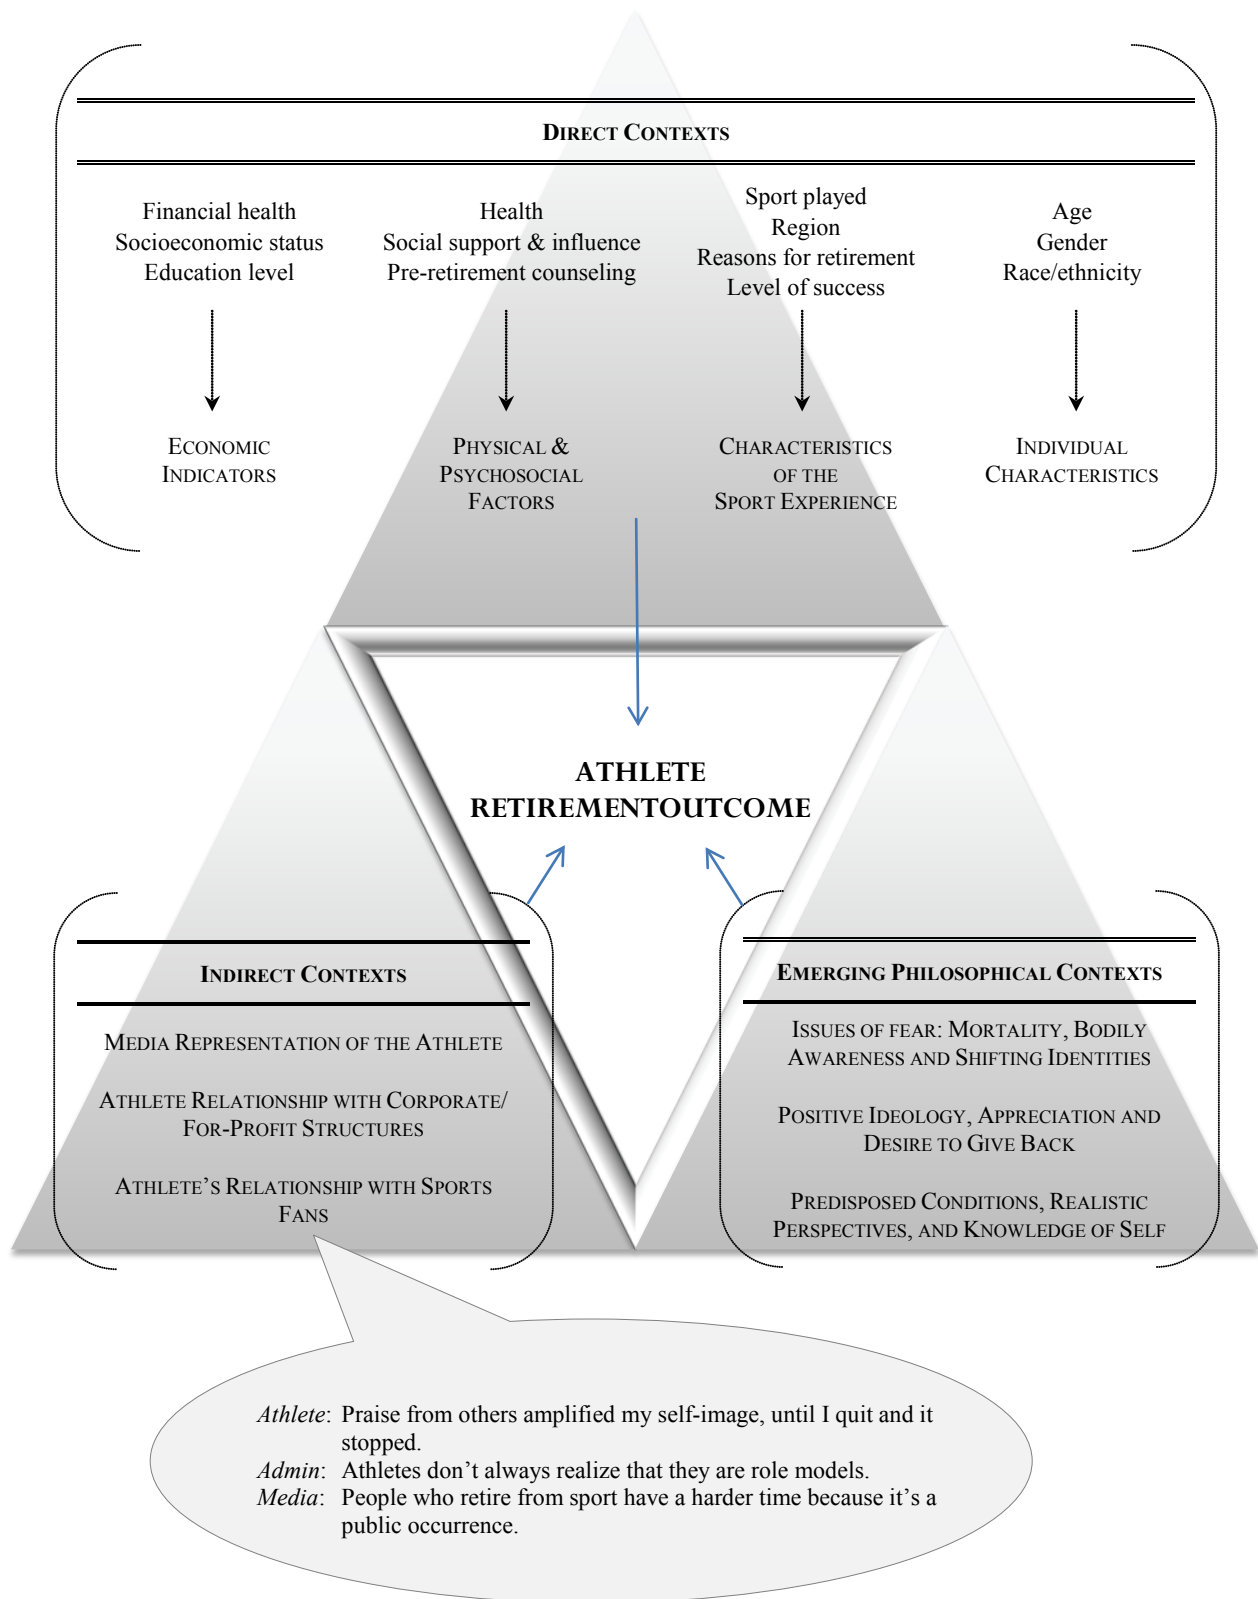 DIRECT CONTEXTS
Financial health
Socioeconomic status
Education level
Health
Social support & influence
Pre-retirement counseling
Sport played
Region
Reasons for retirement
Level of success
Age
Gender
Race/ethnicity
ECONOMIC
INDICATORS
PHYSICAL &
PSYCHOSOCIAL
FACTORS
CHARACTERISTICS
OF THE
SPORT EXPERIENCE
INDIVIDUAL
CHARACTERISTICS
ATHLETE
RETIREMENTOUTCOME
INDIRECT CONTEXTS
MEDIA REPRESENTATION OF THE ATHLETE
ATHLETE RELATIONSHIP WITH CORPORATE/
FOR-PROFIT STRUCTURES
ATHLETE'S RELATIONSHIP WITH SPORTS
FANS
EMERGING PHILOSOPHICAL CONTEXTS
ISSUES OF FEAR: MORTALITY, BODILY
AWARENESS AND SHIFTING IDENTITIES
POSITIVE IDEOLOGY, APPRECIATION AND
DESIRE TO GIVE BACK
PREDISPOSED CONDITIONS, REALISTIC
PERSPECTIVES, AND KNOWLEDGE OF SELF
Athlete: Praise from others amplified my self-image, until I quit and it
stopped.
Admin: Athletes don't always realize that they are role models.
Media: People who retire from sport have a harder time because it's a
public occurrence.